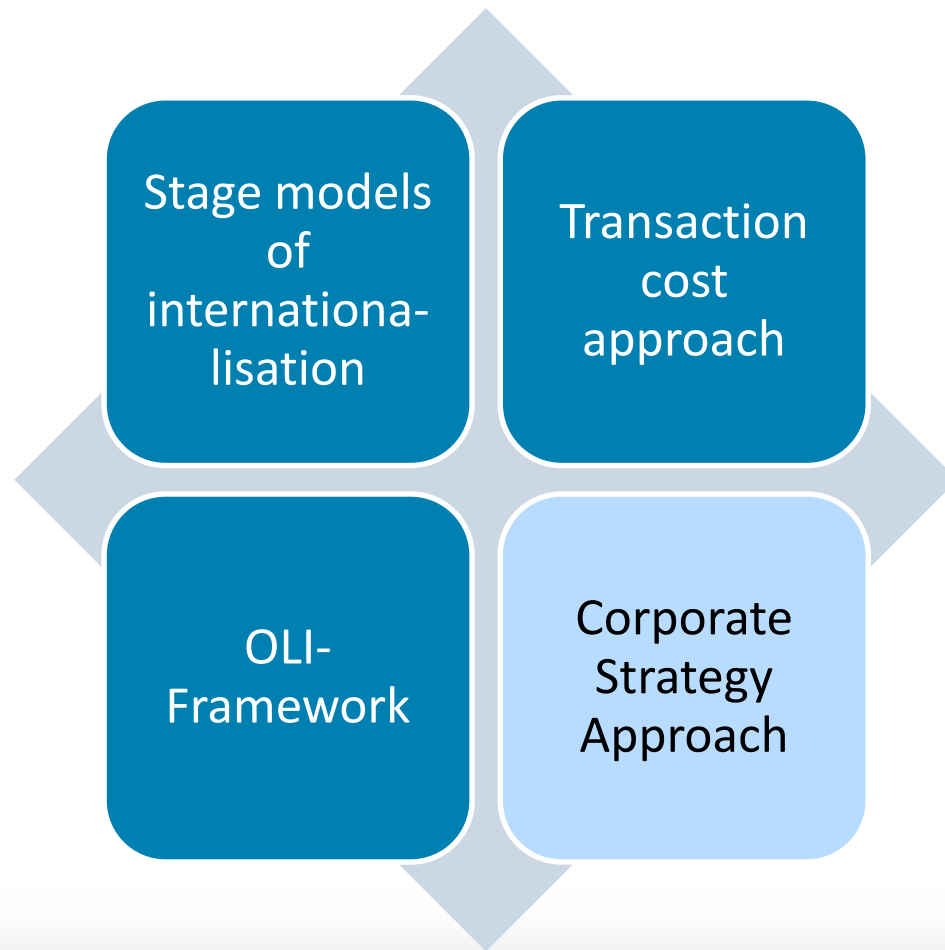 Stage models
of
internationa-
lisation
Transaction
cost
approach
OLI-
Framework
Corporate
Strategy
Approach